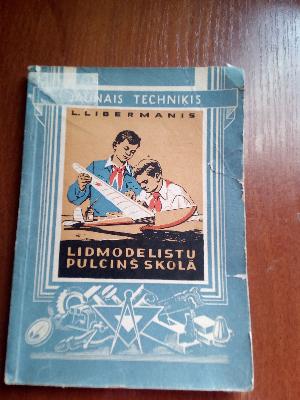 JAUNAIS TECHNIKIS
L. LIBERMANIS
LIDMODELISTU
PULCIŅŠ SKOLĀ